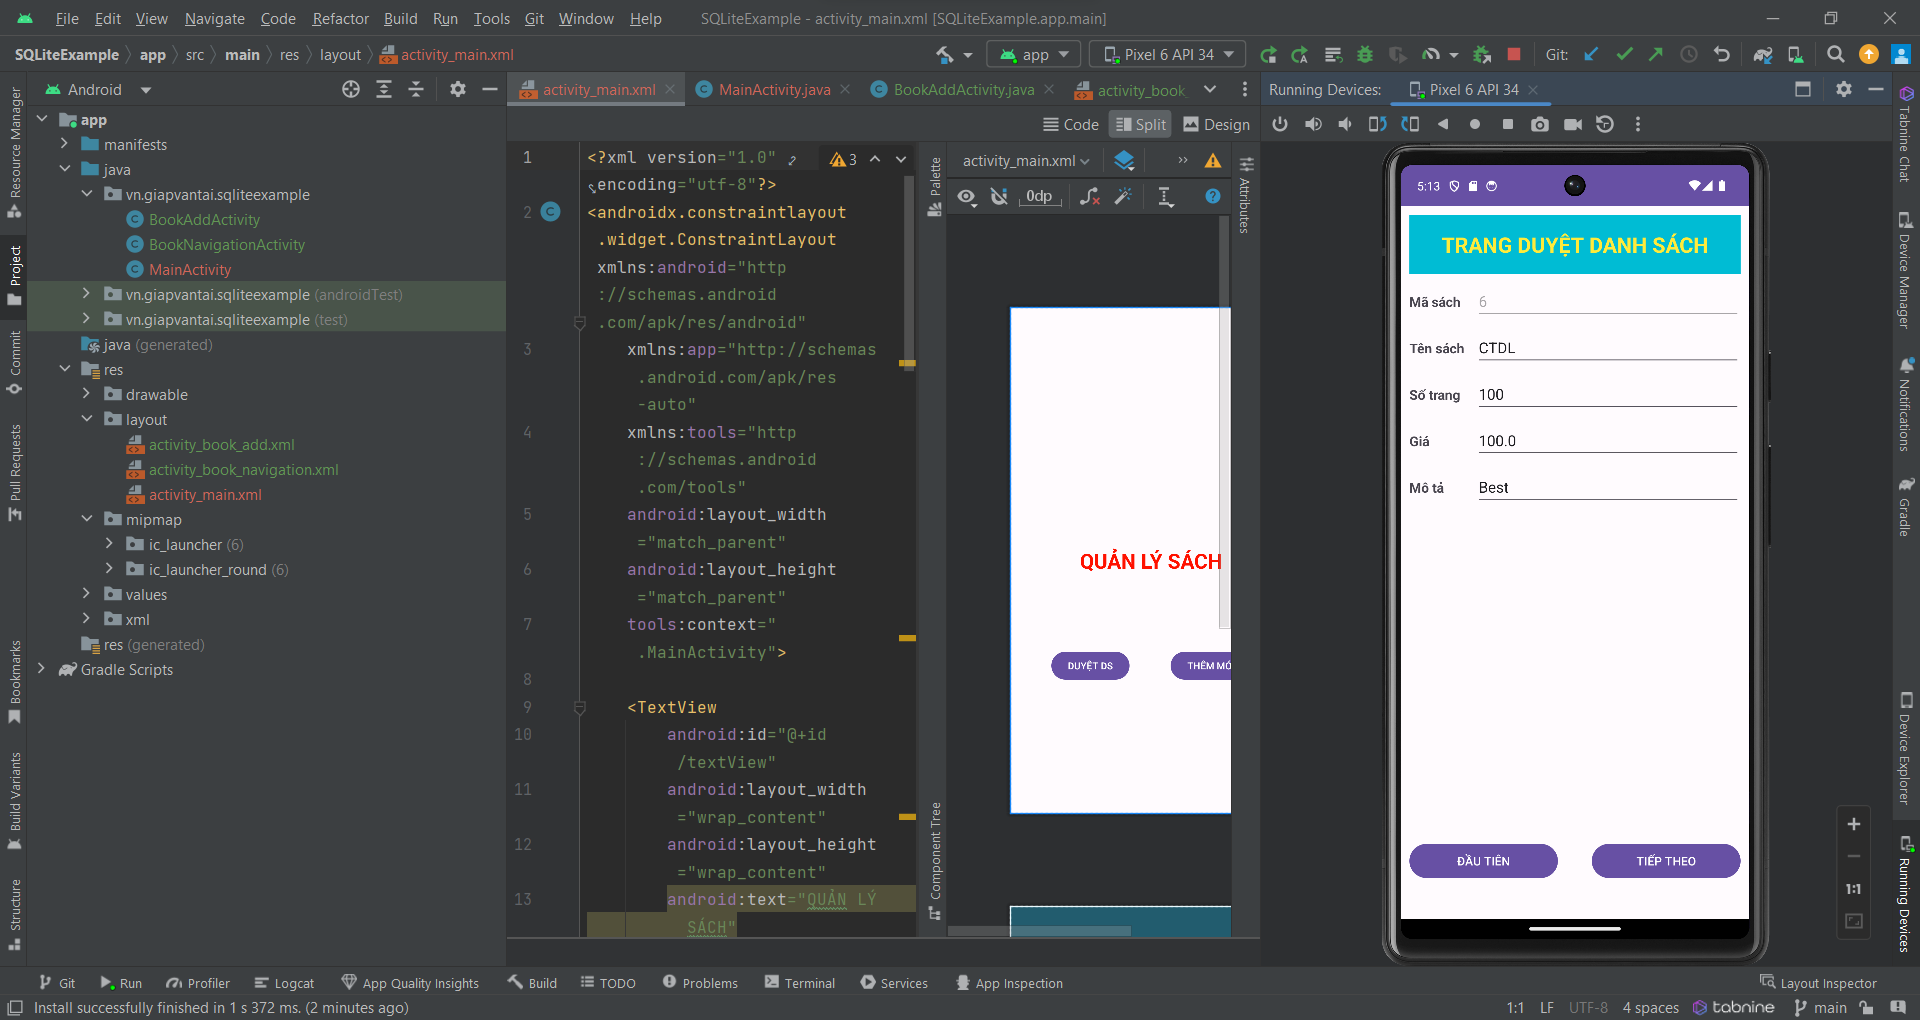 File Edit View Navigate Code Refactor Build Run Tools Git Window Help SQLiteExample - activity_main.xml [SQLiteExample.app.main]
SQLiteExample app src main res layout activity_main.xml app Pixel 6 API 34 Git:
Android
activity_main.xml MainActivity.java BookAddActivity.java activity_book
Running Devices: Pixel 6 API 34
Code Split Design
Resource Manager
Project
Commit
Pull Requests
Bookmarks
Build Variants
Structure
app
manifests
java
vn.giapvantai.sqliteexample
BookAddActivity
BookNavigationActivity
MainActivity
vn.giapvantai.sqliteexample (androidTest)
vn.giapvantai.sqliteexample (test)
java (generated)
res
drawable
layout
activity_book_add.xml
activity_book_navigation.xml
activity_main.xml
mipmap
ic_launcher (6)
ic_launcher_round (6)
values
xml
res (generated)
Gradle Scripts
1 <?xml version="1.0"
encoding="utf-8"?>
2 <androidx.constraintlayout
.widget.ConstraintLayout
xmlns:android="http
://schemas.android
.com/apk/res/android"
3 xmlns:app="http://schemas
.android.com/apk/res
-auto"
4 xmlns:tools="http
://schemas.android
.com/tools"
5 android:layout_width
="match_parent"
6 android:layout_height
="match_parent"
7 tools:context="
.MainActivity">
8
9 <TextView
10 android:id="@+id
/textView"
11 android:layout_width
="wrap_content"
12 android:layout_height
="wrap_content"
13 android:text="QUẢN LÝ
SÁCH"
3
Palette
Component Tree
activity_main.xml
0dp
Attributes
QUẢN LÝ SÁCH
DUYỆT DS THÊM MỚ
5:13
TRANG DUYỆT DANH SÁCH
Mã sách 6
Tên sách CTDL
Số trang 100
Giá 100.0
Mô tả Best
ĐẦU TIÊN TIẾP THEO
1:1
Tabnine Chat
Device Manager
Notifications
Gradle
Device Explorer
Running Devices
Git Run Profiler Logcat App Quality Insights Build TODO Problems Terminal Services App Inspection Layout Inspector
Install successfully finished in 1 s 372 ms. (2 minutes ago) 1:1 LF UTF-8 4 spaces tabnine main